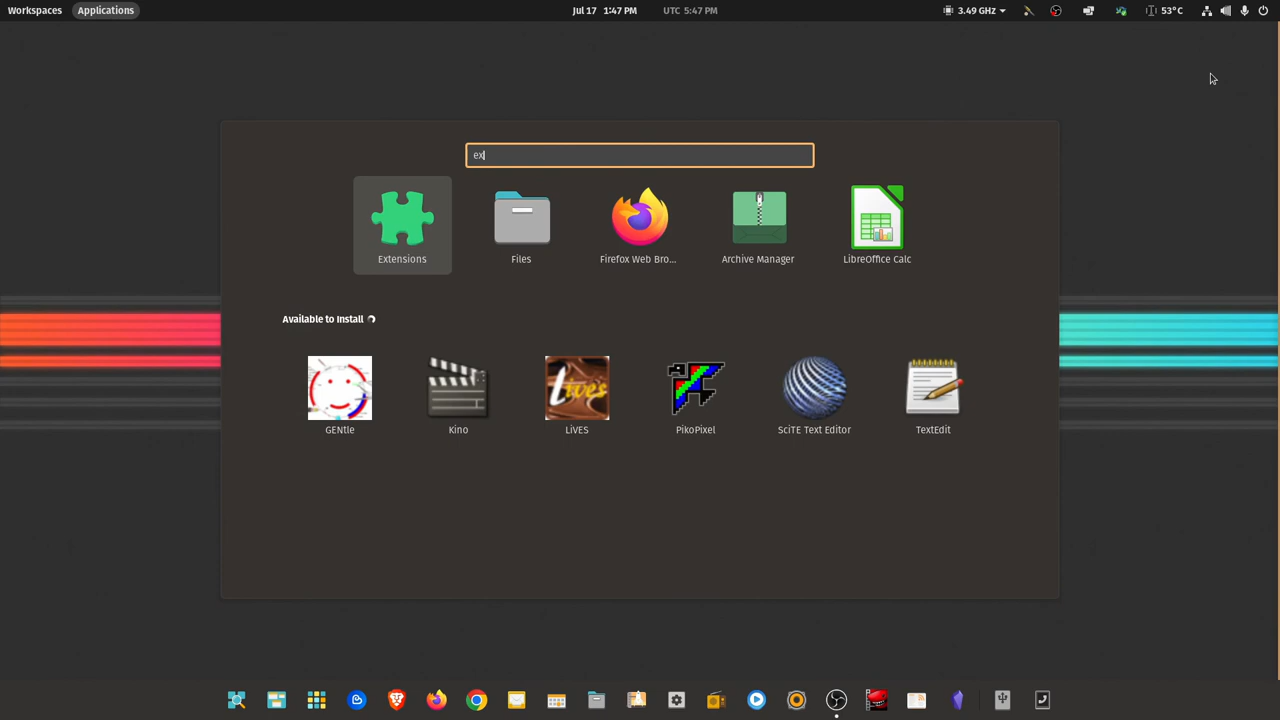 Workspaces Applications Jul 17 1:47 PM UTC 5:47 PM 3.49 GHz 53°C
ex
Extensions Files Firefox Web Bro... Archive Manager LibreOffice Calc
Available to Install
GENtle Kino LiVES PikoPixel SciTE Text Editor TextEdit